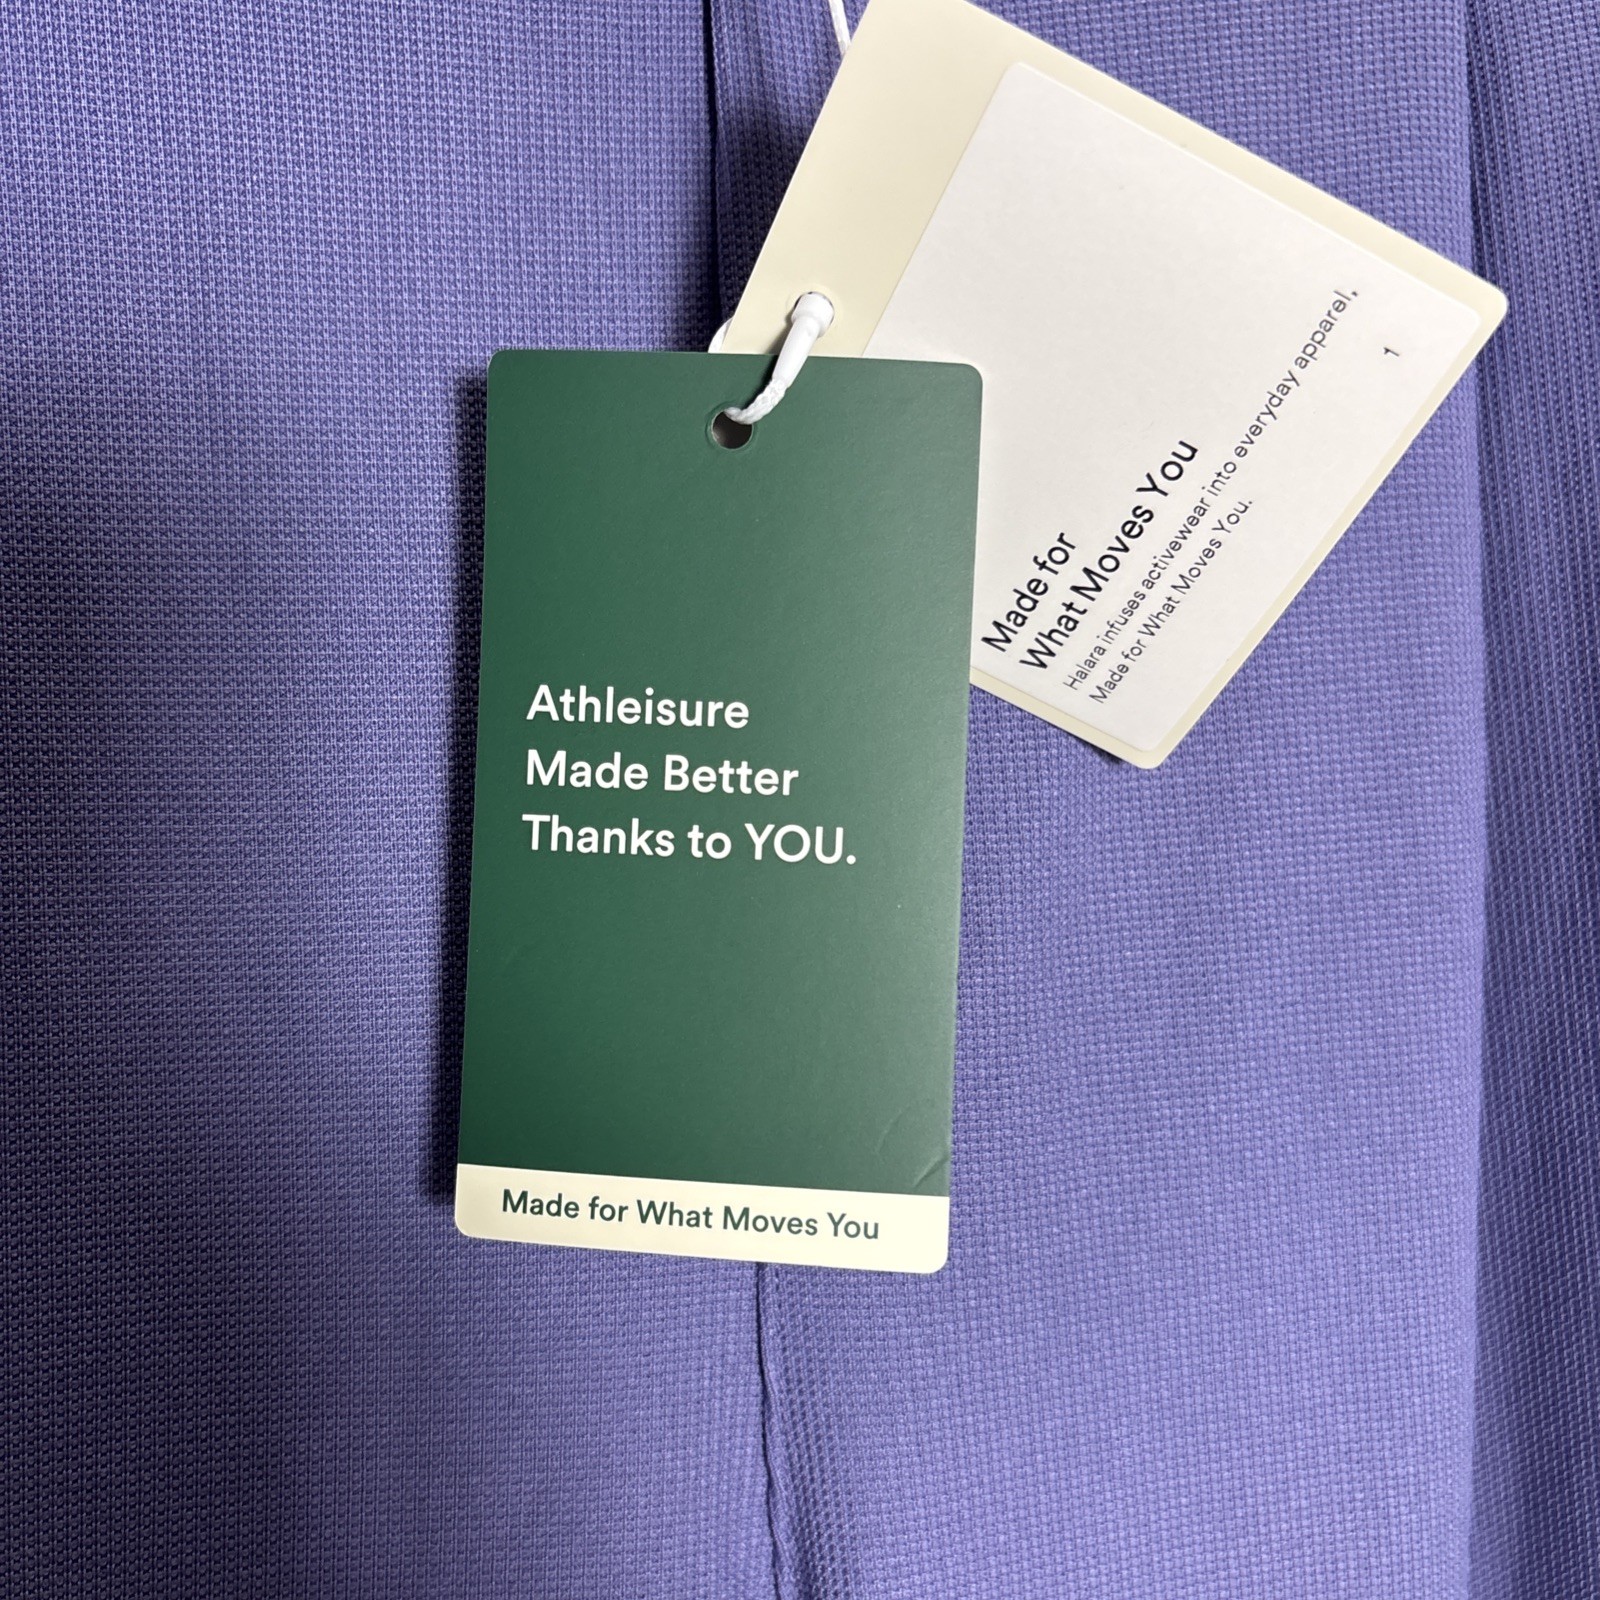 Athleisure
Made Better
Thanks to YOU.
Made for What Moves You
Made for
What Moves You
Halara infuses activewear into everyday apparel,
Made for What Moves You.
1